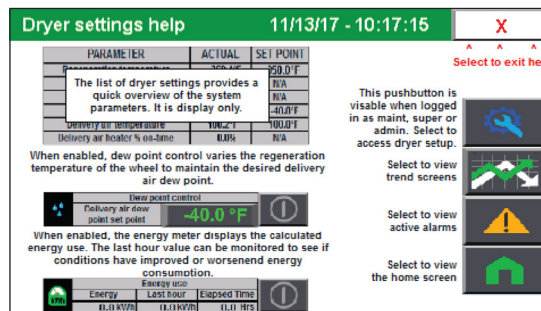 Dryer settings help
11/13/17 - 10:17:15
X
^ ^ ^
Select to exit he
PARAMETER ACTUAL SET POINT
350.0°F
The list of dryer settings provides a
quick overview of the system
parameters. It is display only.
N/A
N/A
-40.0°F
Delivery air temperature 100.2°F 100.0°F
Delivery air heater % on-time 0.0% N/A
When enabled, dew point control varies the regeneration
temperature of the wheel to maintain the desired delivery
air dew point.
Dew point control
Delivery air dew
point set point
-40.0 °F
When enabled, the energy meter displays the calculated
energy use. The last hour value can be monitored to see if
conditions have improved or worsenend energy
consumption.
Energy use
Energy Last hour Elapsed Time
0.0 kWh 0.0 kWh 0.0 Hrs
This pushbutton is
visable when logged
in as maint, super or
admin. Select to
access dryer setup.
Select to view
trend screens
Select to view
active alarms
Select to view
the home screen